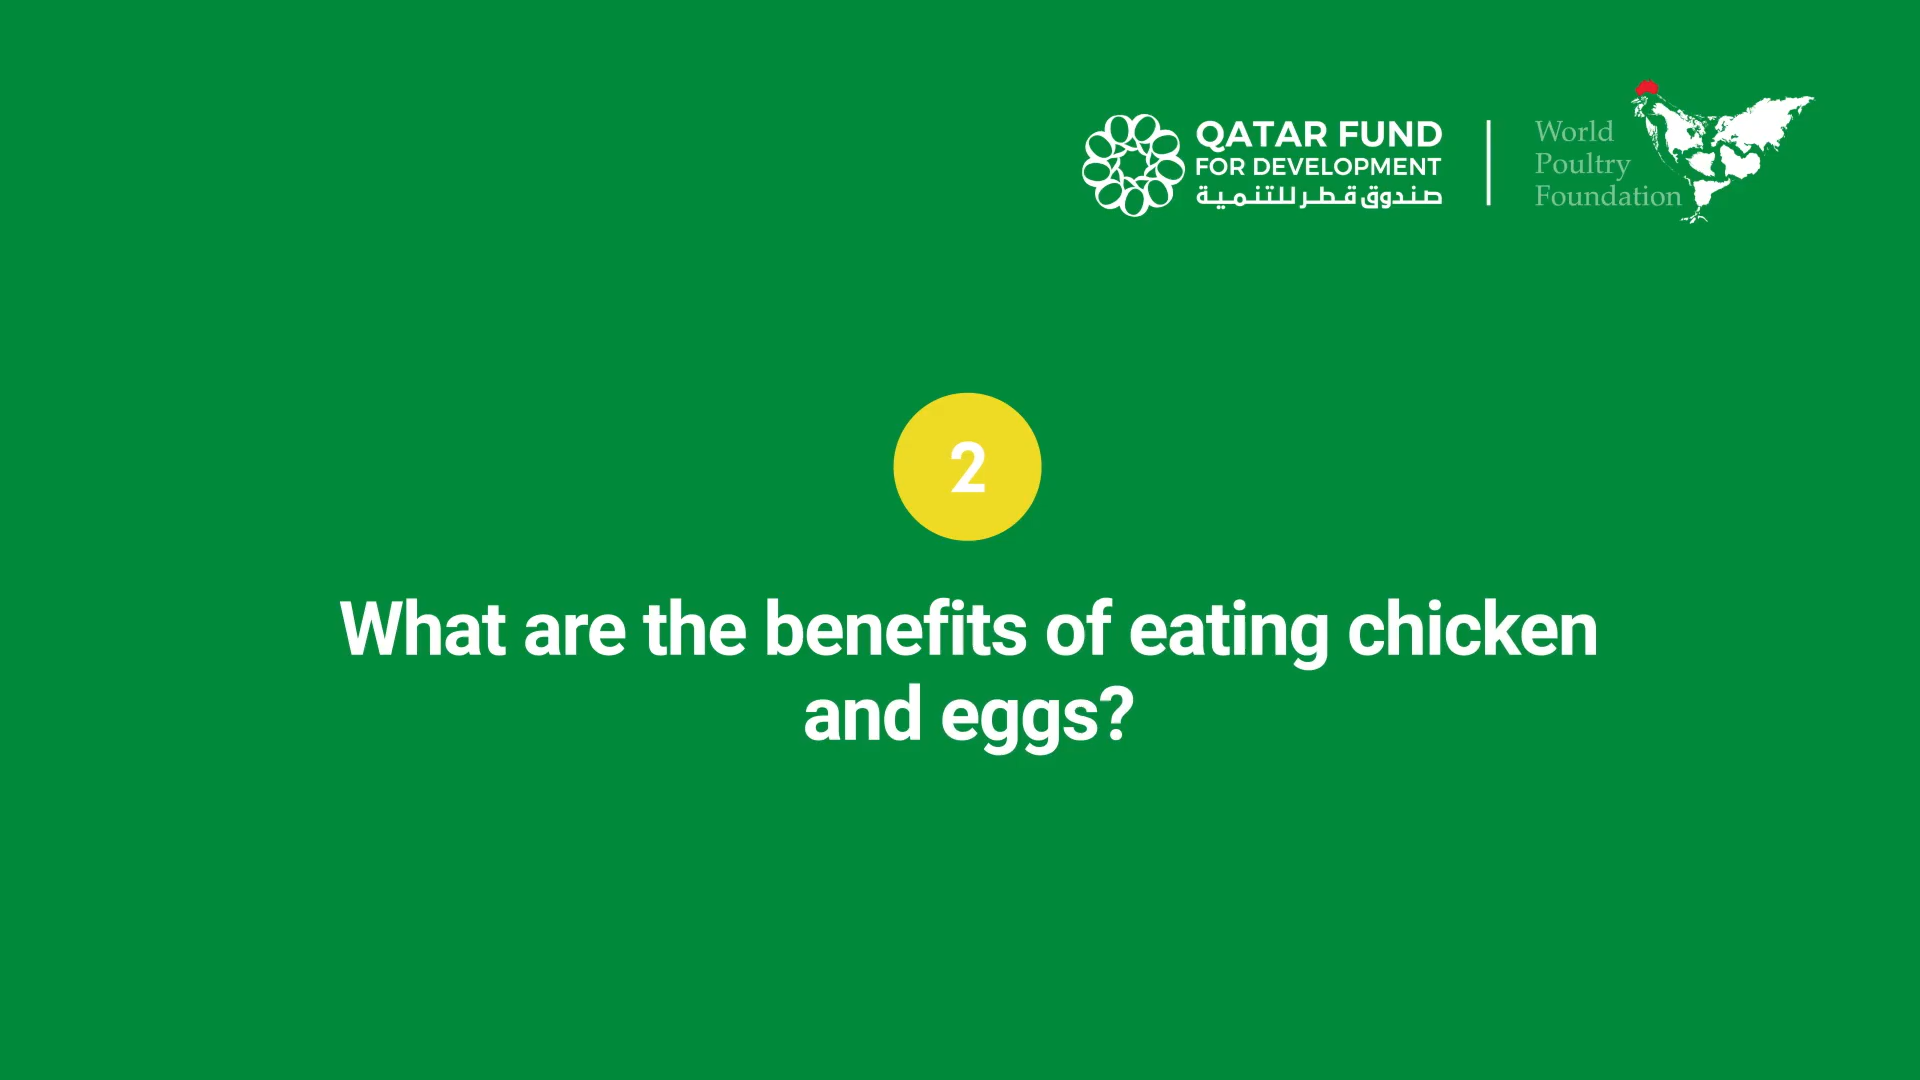 QATAR FUND
FOR DEVELOPMENT
صندوق قطر للتنمية
World
Poultry
Foundation
2
What are the benefits of eating chicken
and eggs?